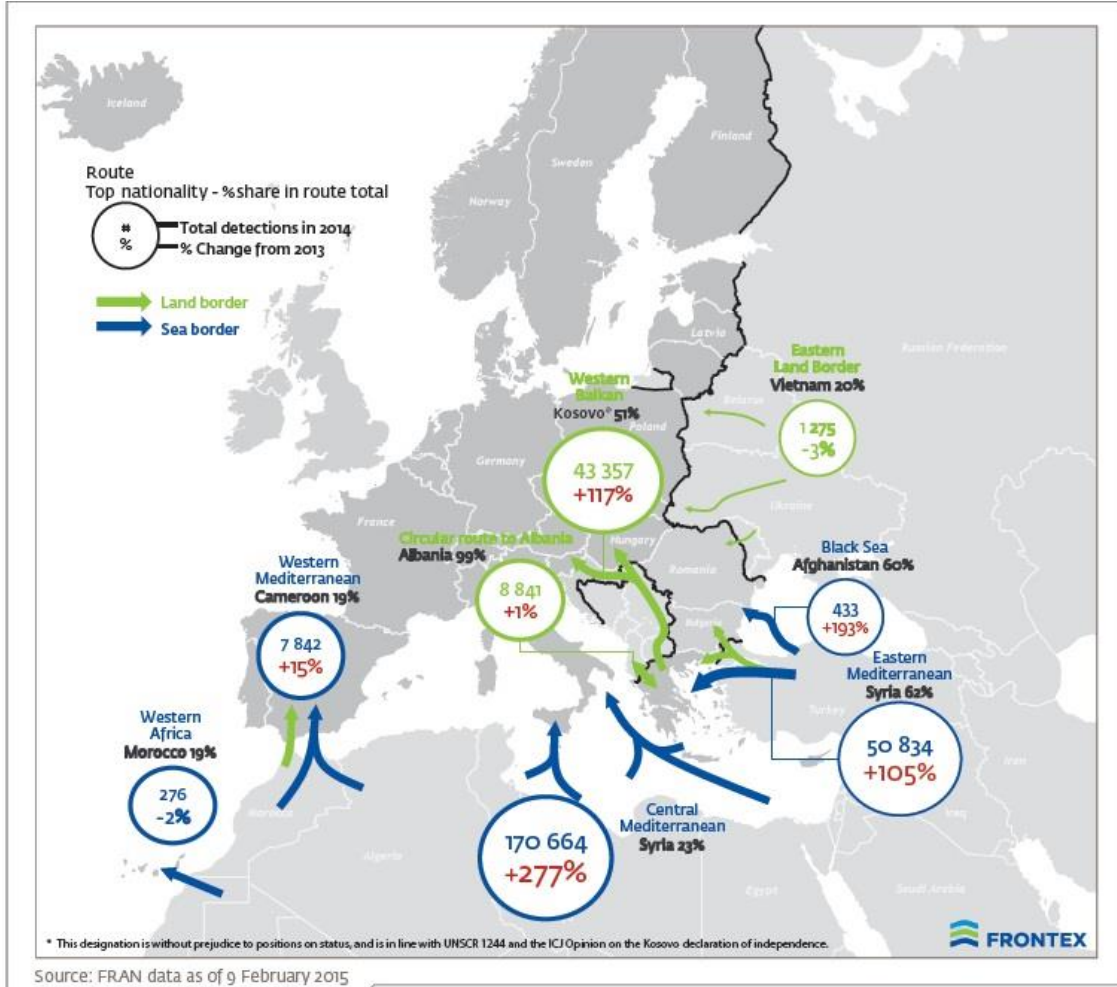 Iceland
Finland
Sweden
Norway
Route
Top nationality - %share in route total
#
%
Total detections in 2014
% Change from 2013
Land border
Sea border
Latvia
Russian Federation
Eastern
Land Border
Vietnam 20%
1 275
-3%
Belarus
Western
Balkan
Kosovo* 51%
Poland
43 357
+117%
Germany
Ukraine
France
Circular route to Albania
Albania 99%
8 841
+1%
Hungary
Romania
Black Sea
Afghanistan 60%
433
+193%
Western
Mediterranean
Cameroon 19%
7 842
+15%
Bulgaria
Eastern
Mediterranean
Syria 62%
50 834
+105%
Turkey
Western
Africa
Morocco 19%
276
-2%
Morocco
Algeria
Central
Mediterranean
Syria 23%
170 664
+277%
Egypt
Iran
Iraq
Saudi Arabia
* This designation is without prejudice to positions on status, and is in line with UNSCR 1244 and the ICJ Opinion on the Kosovo declaration of independence.
FRONTEX
Source: FRAN data as of 9 February 2015